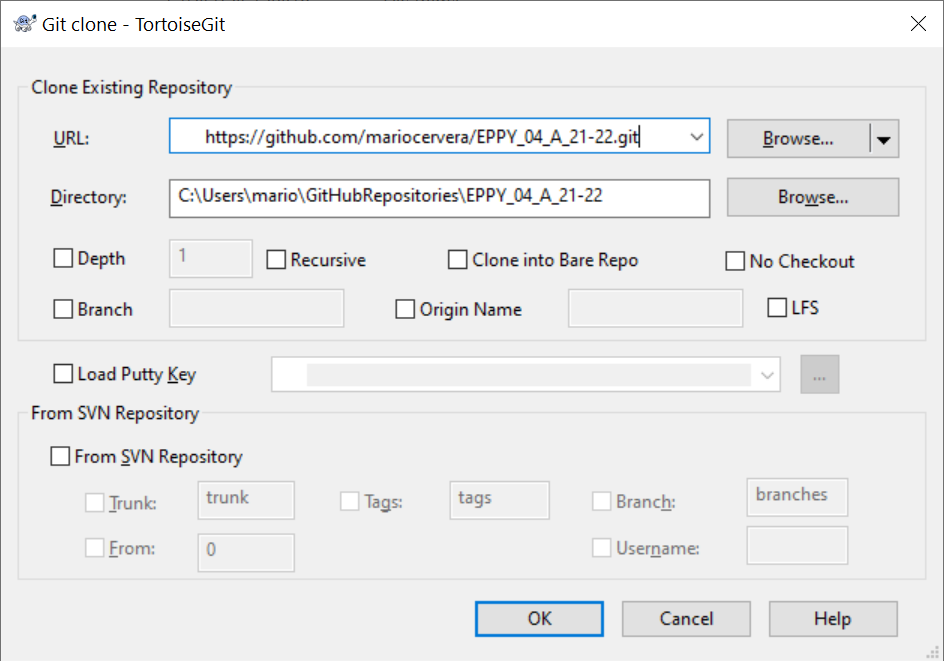 Git clone - TortoiseGit
Clone Existing Repository
URL: https://github.com/mariocervera/EPPY_04_A_21-22.git Browse...
Directory: C:\Users\mario\GitHubRepositories\EPPY_04_A_21-22 Browse...
Depth 1 Recursive Clone into Bare Repo No Checkout
Branch Origin Name LFS
Load Putty Key ...
From SVN Repository
From SVN Repository
Trunk: trunk Tags: tags Branch: branches
From: 0 Username:
OK Cancel Help